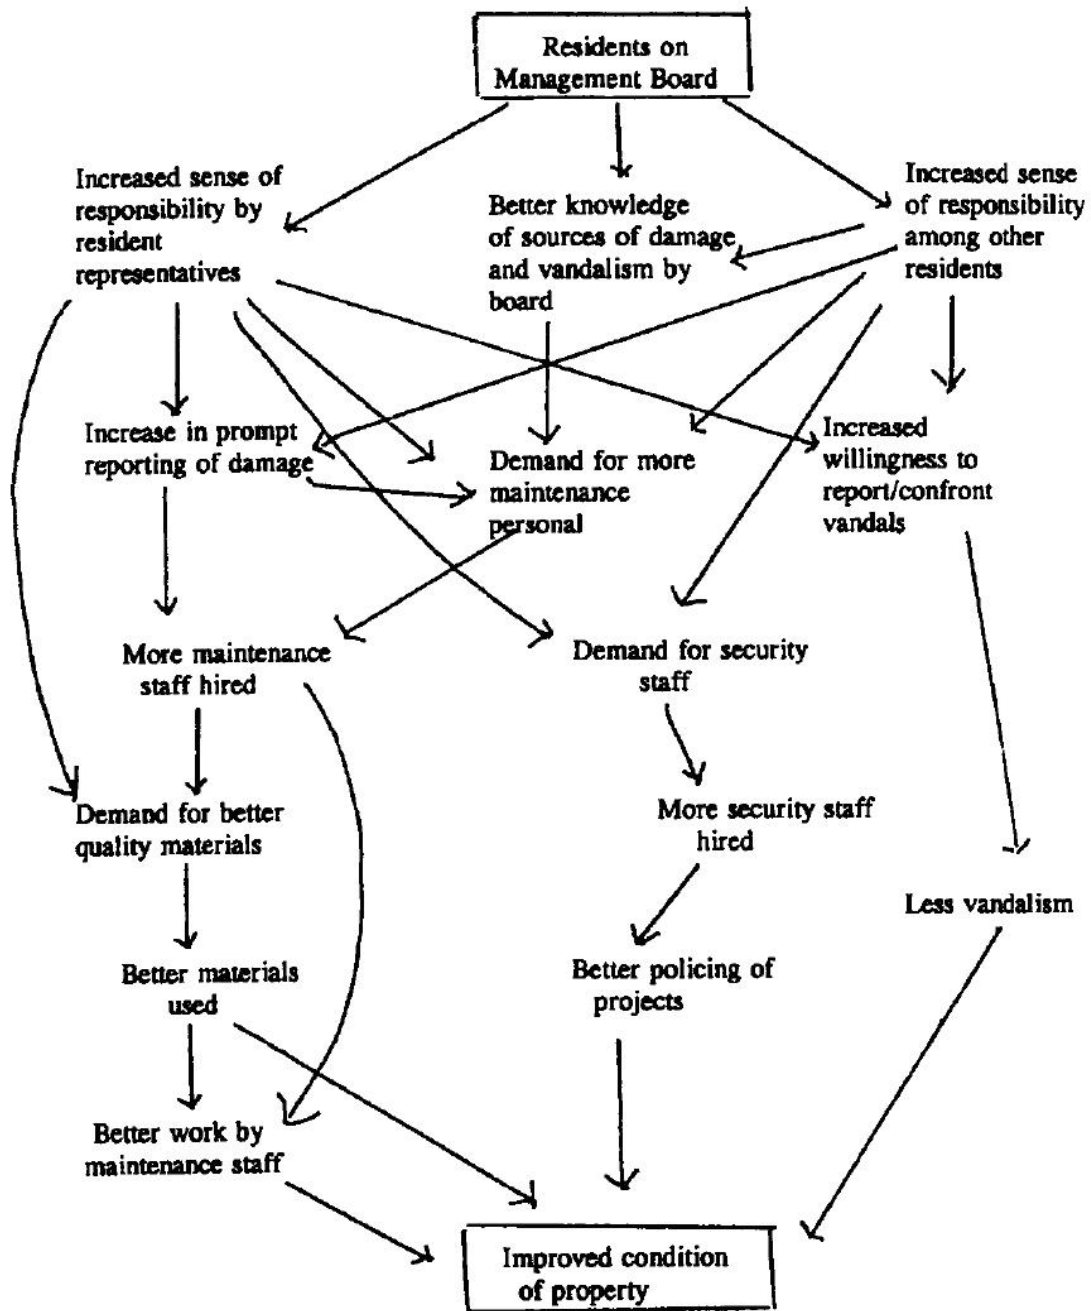 Residents on
Management Board
Increased sense of
responsibility by
resident
representatives
Better knowledge
of sources of damage
and vandalism by
board
Increased sense
of responsibility
among other
residents
Increase in prompt
reporting of damage
Demand for more
maintenance
personal
Increased
willingness to
report/confront
vandals
More maintenance
staff hired
Demand for security
staff
Demand for better
quality materials
More security staff
hired
Less vandalism
Better materials
used
Better policing of
projects
Better work by
maintenance staff
Improved condition
of property